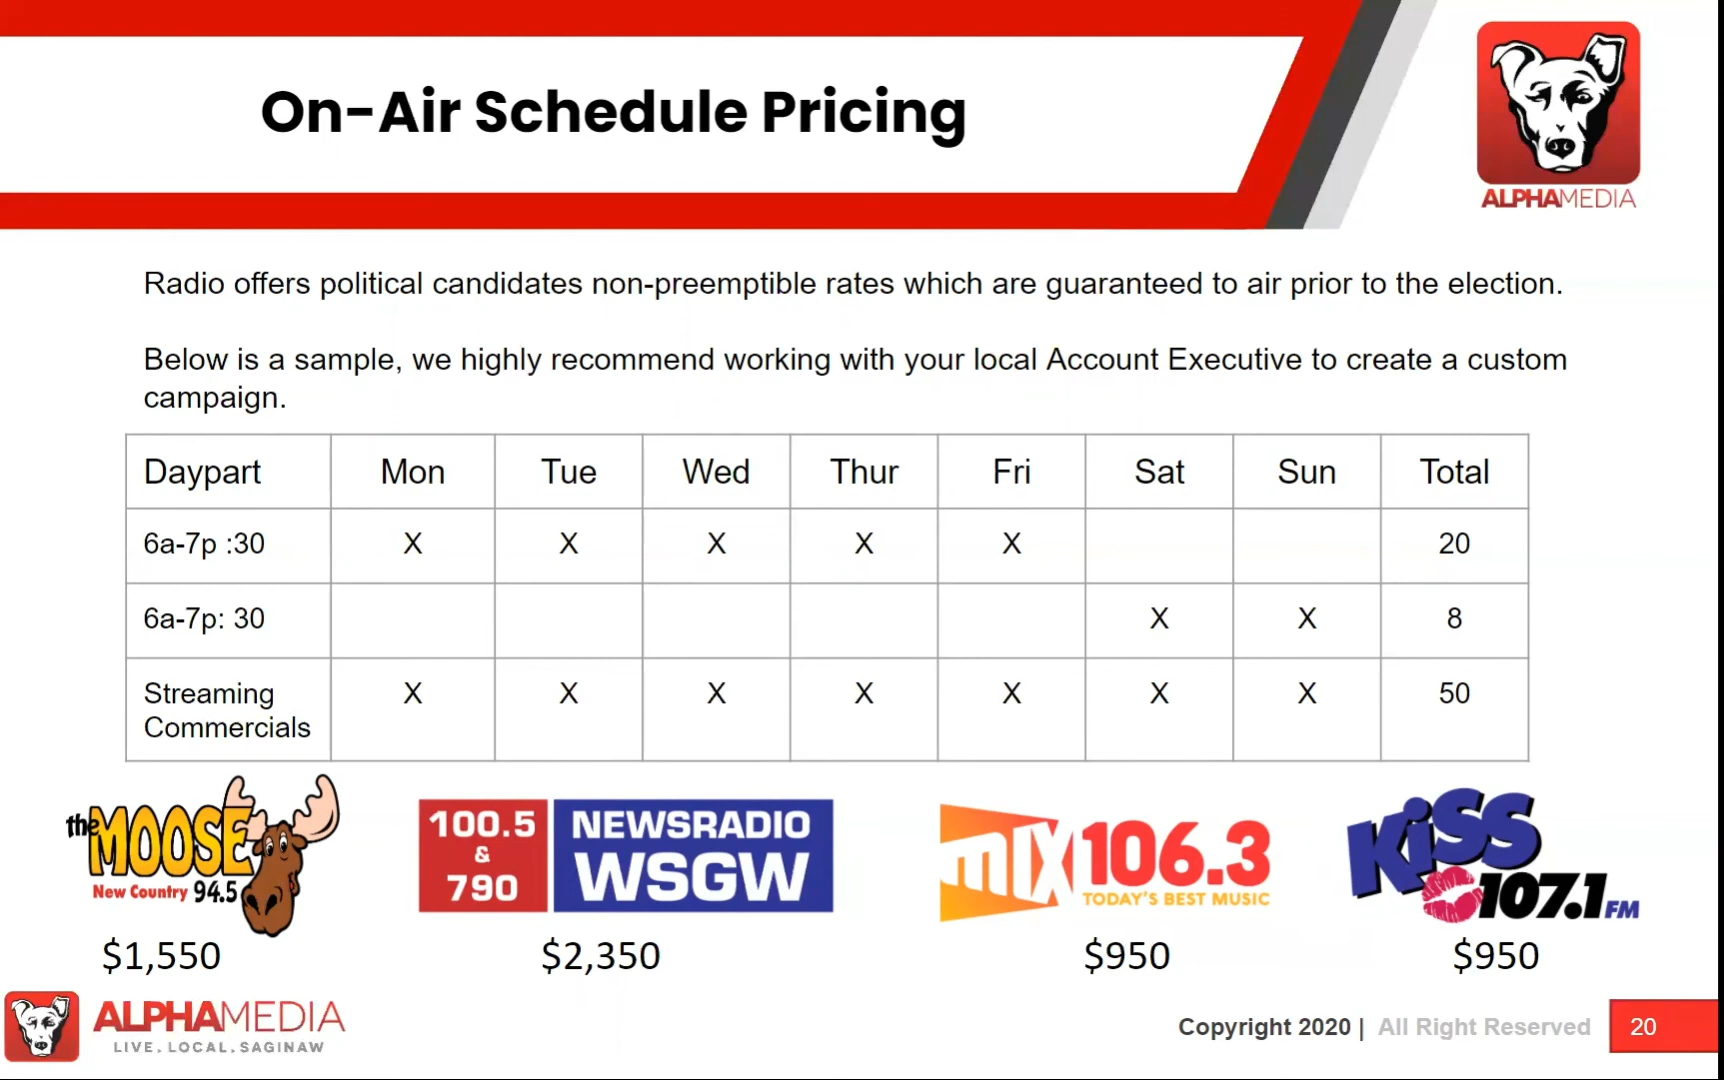 On-Air Schedule Pricing
ALPHAMEDIA
Radio offers political candidates non-preemptible rates which are guaranteed to air prior to the election.
Below is a sample, we highly recommend working with your local Account Executive to create a custom
campaign.
Daypart Mon Tue Wed Thur Fri Sat Sun Total
6a-7p :30 X X X X X 20
6a-7p: 30 X X 8
Streaming X X X X X X X 50
Commercials
the MOOSE
New Country 94.5
100.5
&
790
NEWSRADIO
WSGW
mix 106.3
TODAY'S BEST MUSIC
KiSS
107.1 FM
$1,550 $2,350 $950 $950
ALPHAMEDIA
LIVE. LOCAL. SAGINAW
Copyright 2020 | All Right Reserved 20